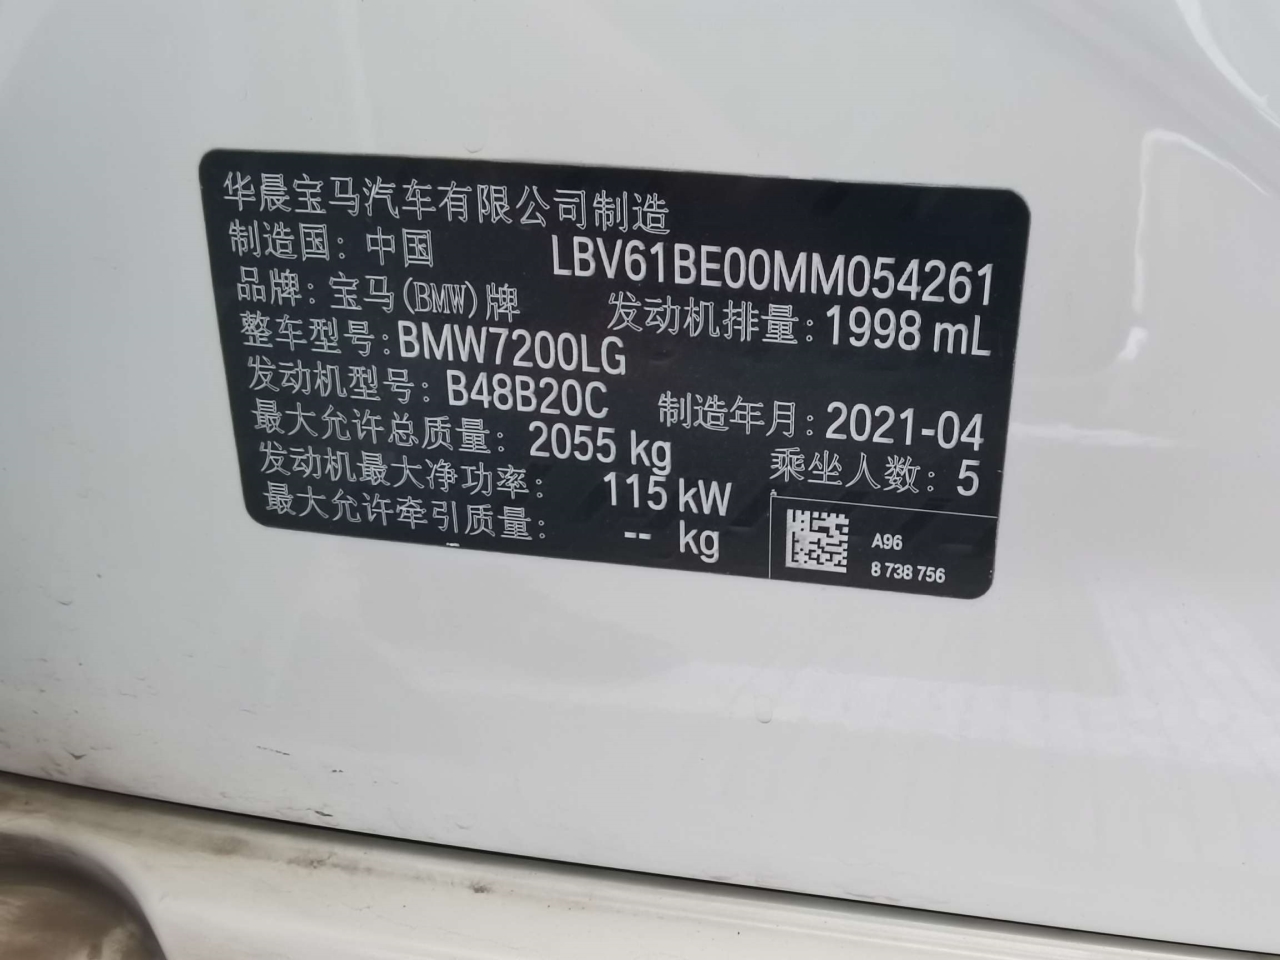 华晨宝马汽车有限公司制造
制造国：中国 LBV61BE00MM054261
品牌：宝马(BMW)牌 发动机排量：1998 mL
整车型号：BMW7200LG
发动机型号：B48B20C 制造年月：2021-04
最大允许总质量：2055 kg 乘坐人数：5
发动机最大净功率：115 kW
最大允许牵引质量：-- kg
A96
8 738 756